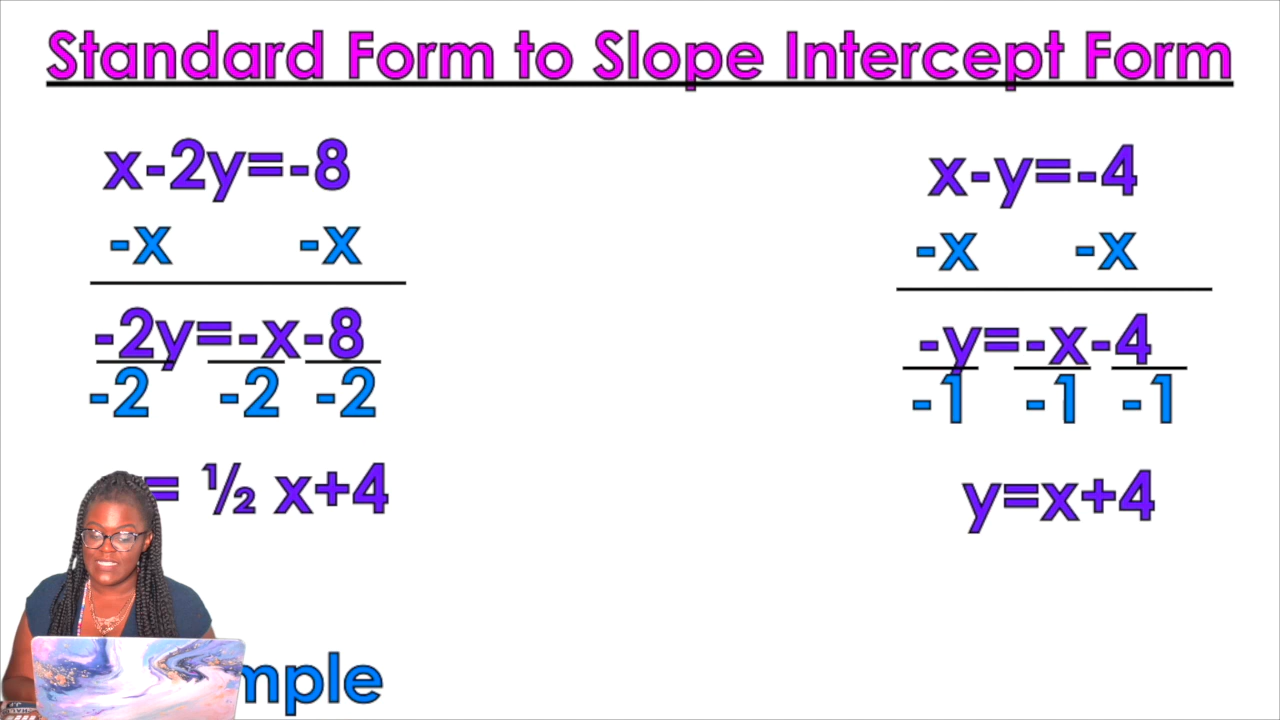 Standard Form to Slope Intercept Form
x-2y=-8
-x -x
-2y=-x-8
-2 -2 -2
= ½ x+4
mple
x-y=-4
-x -x
-y=-x-4
-1 -1 -1
y=x+4